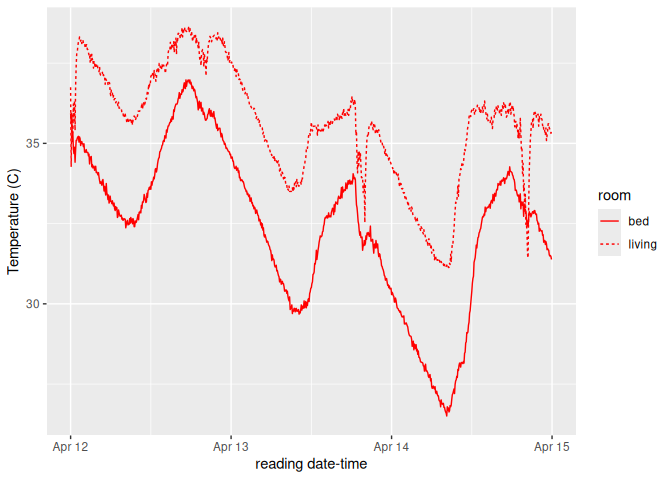 Temperature (C)
35
30
Apr 12
Apr 13
Apr 14
Apr 15
reading date-time
room
bed
living